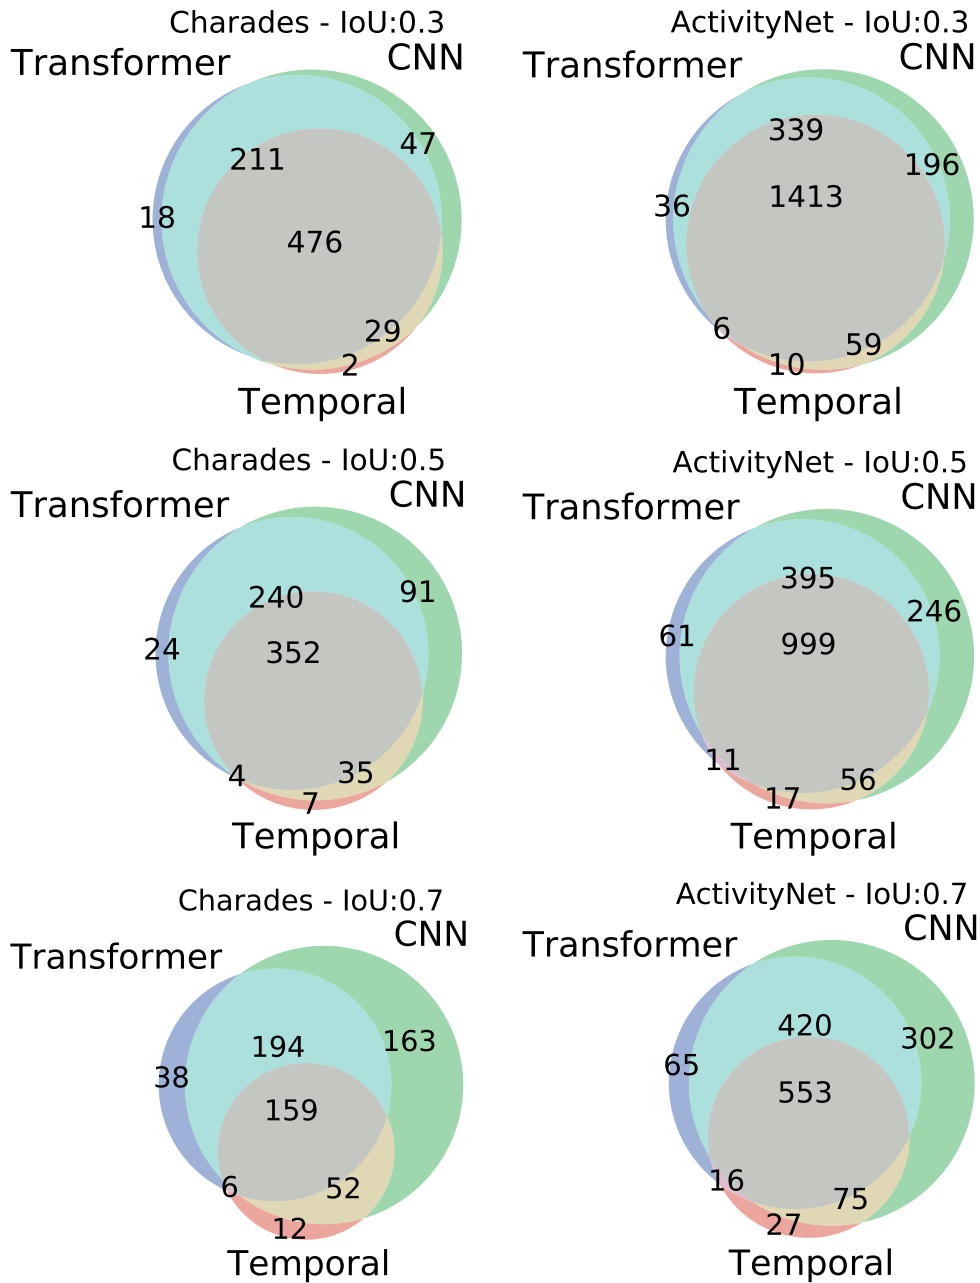 Charades - IoU:0.3
Transformer
CNN
211
47
18
476
29
2
Temporal
ActivityNet - IoU:0.3
Transformer
CNN
339
196
1413
36
6
59
10
Temporal
Charades - IoU:0.5
Transformer
CNN
240
91
24
352
4
35
7
Temporal
ActivityNet - IoU:0.5
Transformer
CNN
395
246
61
999
11
56
17
Temporal
Charades - IoU:0.7
Transformer
CNN
194
163
38
159
6
52
12
Temporal
ActivityNet - IoU:0.7
Transformer
CNN
420
302
65
553
16
75
27
Temporal